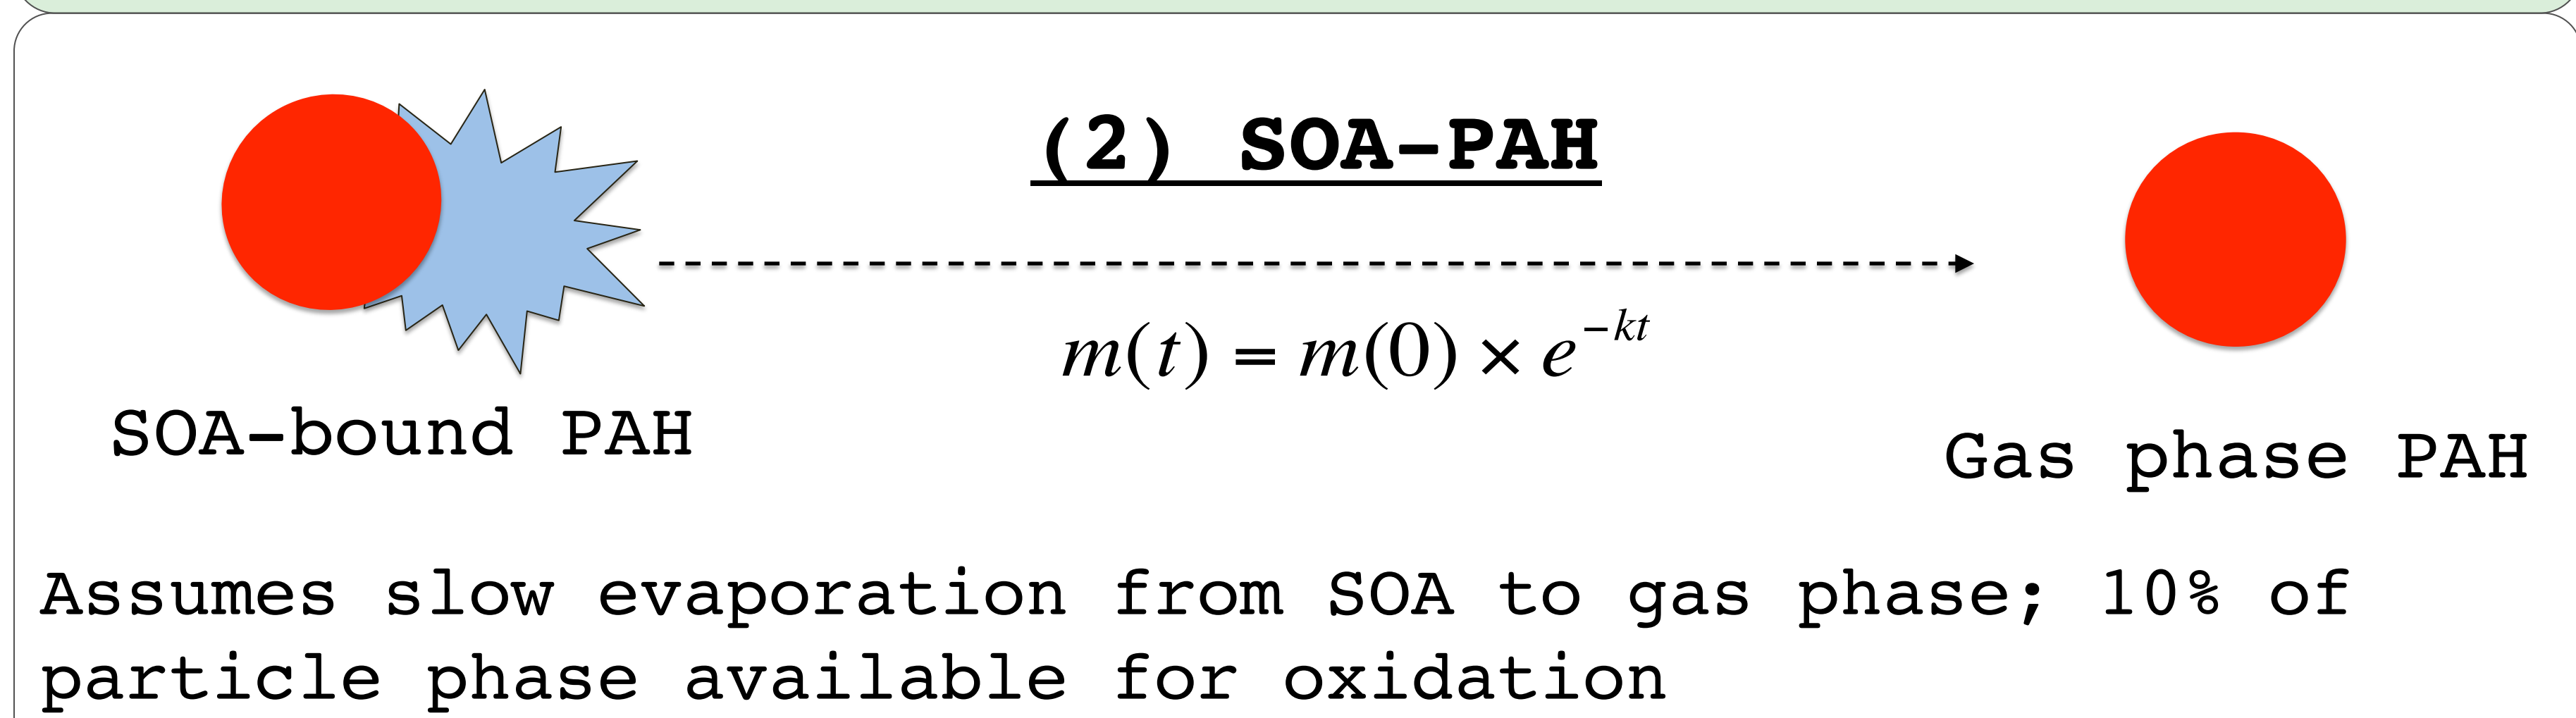 (2) SOA-PAH
m(t) = m(0) × e^{-kt}
SOA-bound PAH
Gas phase PAH
Assumes slow evaporation from SOA to gas phase; 10% of
particle phase available for oxidation